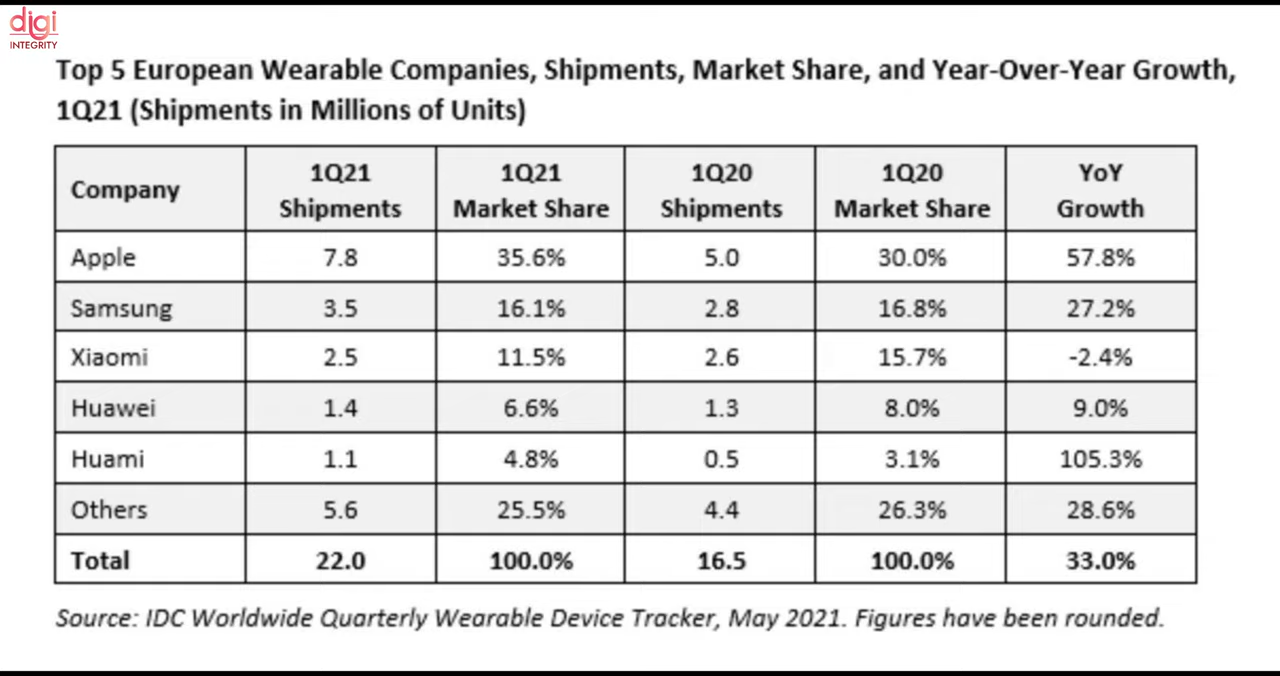 digi
INTEGRITY
Top 5 European Wearable Companies, Shipments, Market Share, and Year-Over-Year Growth,
1Q21 (Shipments in Millions of Units)
Company 1Q21 Shipments 1Q21 Market Share 1Q20 Shipments 1Q20 Market Share YoY Growth
Apple 7.8 35.6% 5.0 30.0% 57.8%
Samsung 3.5 16.1% 2.8 16.8% 27.2%
Xiaomi 2.5 11.5% 2.6 15.7% -2.4%
Huawei 1.4 6.6% 1.3 8.0% 9.0%
Huami 1.1 4.8% 0.5 3.1% 105.3%
Others 5.6 25.5% 4.4 26.3% 28.6%
Total 22.0 100.0% 16.5 100.0% 33.0%
Source: IDC Worldwide Quarterly Wearable Device Tracker, May 2021. Figures have been rounded.